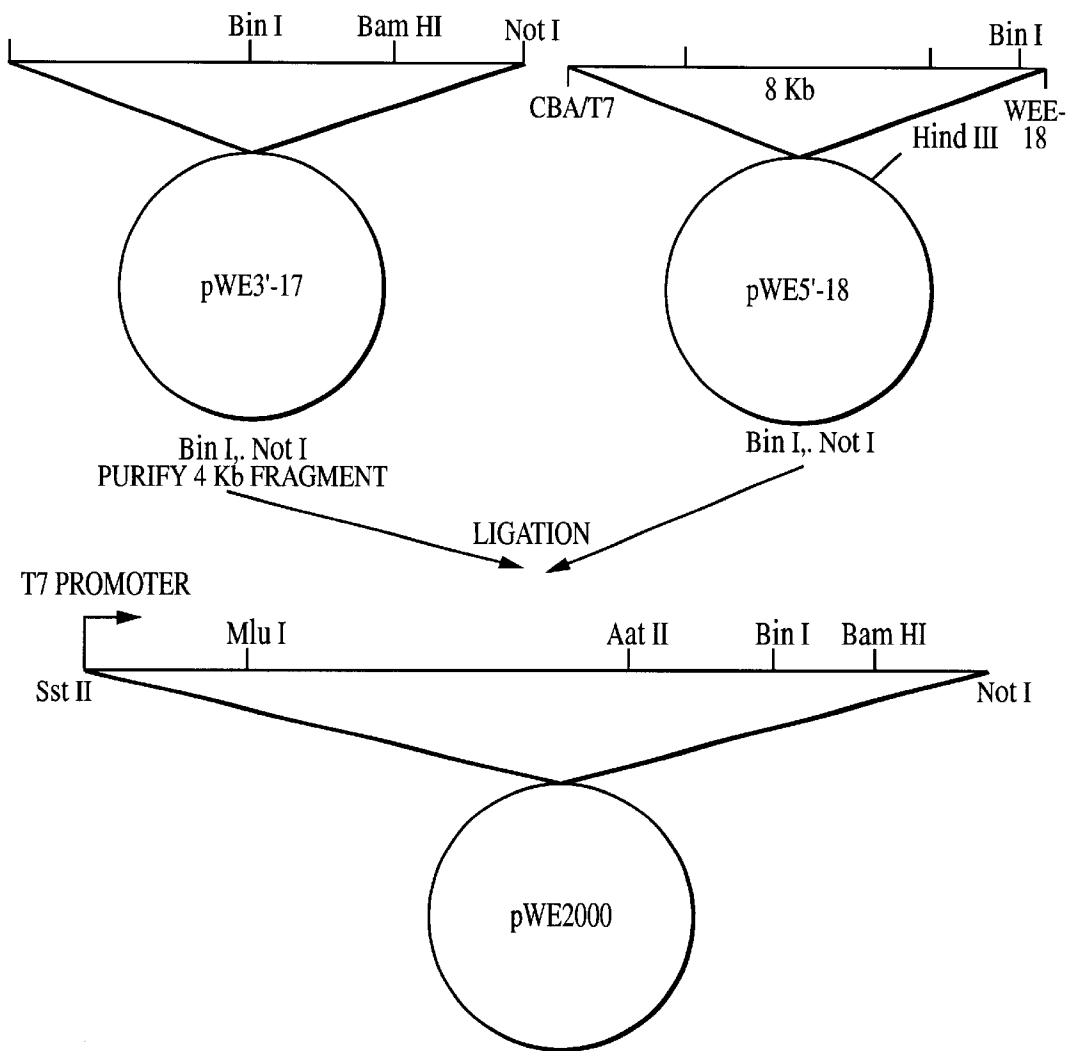 Bin I
Bam HI
Not I
Bin I
CBA/T7
8 Kb
WEE-
18
Hind III
pWE3'-17
pWE5'-18
Bin I,. Not I
PURIFY 4 Kb FRAGMENT
Bin I,. Not I
LIGATION
T7 PROMOTER
Mlu I
Aat II
Bin I
Bam HI
Sst II
Not I
pWE2000